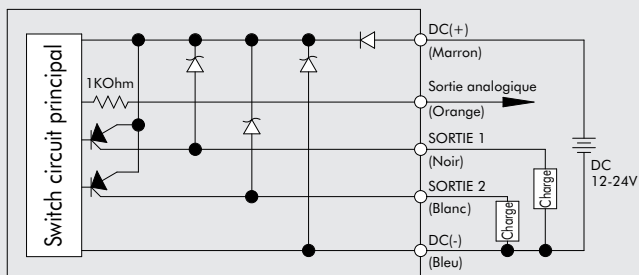 Switch circuit principal
1KOhm
DC(+)
(Marron)
Sortie analogique
(Orange)
SORTIE 1
(Noir)
SORTIE 2
(Blanc)
DC(-)
(Bleu)
Charge
Charge
DC
12-24V